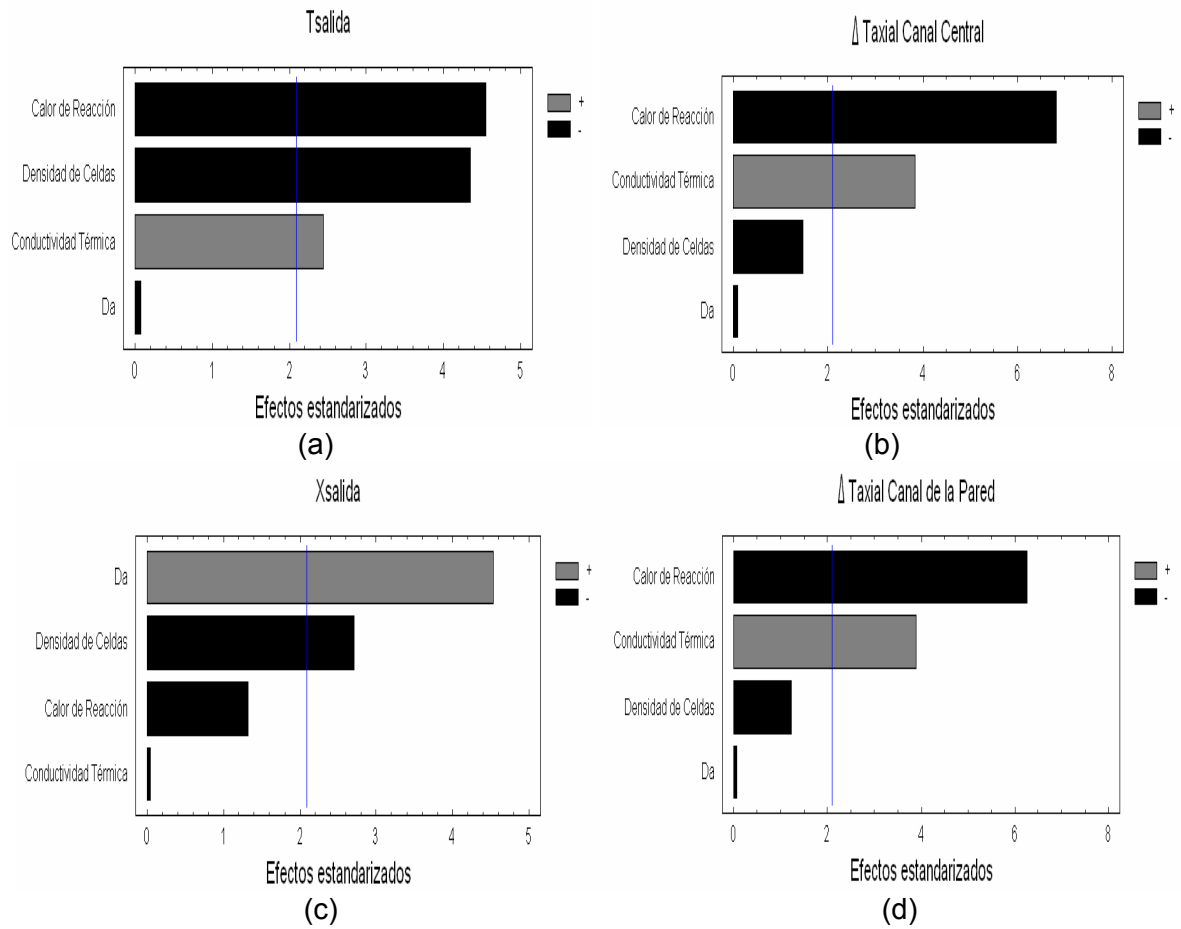 Tsalida
Calor de Reacción
Densidad de Celdas
Conductividad Térmica
Da
0 1 2 3 4 5
Efectos estandarizados
+
-
(a)
Δ Taxial Canal Central
Calor de Reacción
Conductividad Térmica
Densidad de Celdas
Da
0 2 4 6 8
Efectos estandarizados
+
-
(b)
Xsalida
Da
Densidad de Celdas
Calor de Reacción
Conductividad Térmica
0 1 2 3 4 5
Efectos estandarizados
+
-
(c)
Δ Taxial Canal de la Pared
Calor de Reacción
Conductividad Térmica
Densidad de Celdas
Da
0 2 4 6 8
Efectos estandarizados
+
-
(d)